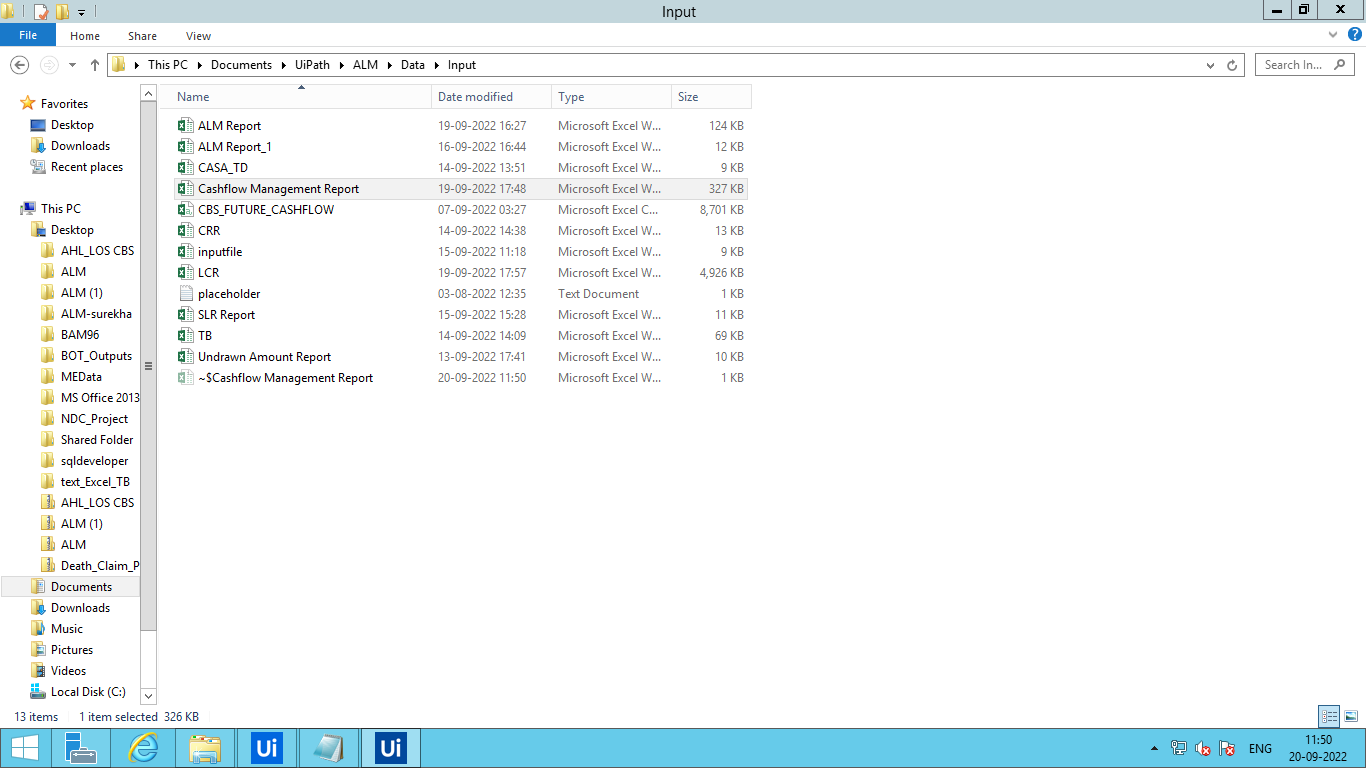 Input
File Home Share View
This PC Documents UiPath ALM Data Input
Search In...
Favorites
Desktop
Downloads
Recent places
This PC
Desktop
AHL_LOS CBS
ALM
ALM (1)
ALM-surekha
BAM96
BOT_Outputs
MEData
MS Office 2013
NDC_Project
Shared Folder
sqldeveloper
text_Excel_TB
AHL_LOS CBS
ALM (1)
ALM
Death_Claim_P
Documents
Downloads
Music
Pictures
Videos
Local Disk (C:)
Name Date modified Type Size
ALM Report 19-09-2022 16:27 Microsoft Excel W... 124 KB
ALM Report_1 16-09-2022 16:44 Microsoft Excel W... 12 KB
CASA_TD 14-09-2022 13:51 Microsoft Excel W... 9 KB
Cashflow Management Report 19-09-2022 17:48 Microsoft Excel W... 327 KB
CBS_FUTURE_CASHFLOW 07-09-2022 03:27 Microsoft Excel C... 8,701 KB
CRR 14-09-2022 14:38 Microsoft Excel W... 13 KB
inputfile 15-09-2022 11:18 Microsoft Excel W... 9 KB
LCR 19-09-2022 17:57 Microsoft Excel W... 4,926 KB
placeholder 03-08-2022 12:35 Text Document 1 KB
SLR Report 15-09-2022 15:28 Microsoft Excel W... 11 KB
TB 14-09-2022 14:09 Microsoft Excel W... 69 KB
Undrawn Amount Report 13-09-2022 17:41 Microsoft Excel W... 10 KB
~$Cashflow Management Report 20-09-2022 11:50 Microsoft Excel W... 1 KB
13 items 1 item selected 326 KB
Ui Ui ENG 11:50
20-09-2022